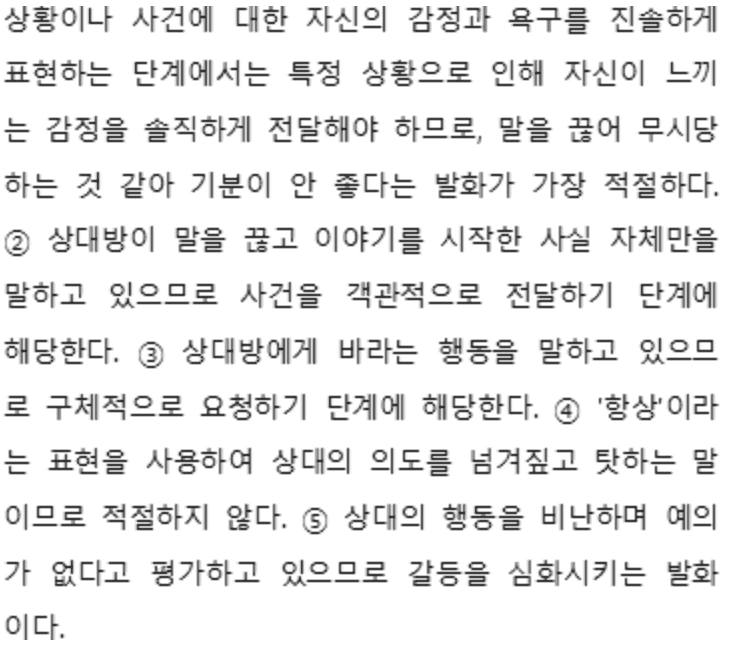 상황이나 사건에 대한 자신의 감정과 욕구를 진솔하게
표현하는 단계에서는 특정 상황으로 인해 자신이 느끼
는 감정을 솔직하게 전달해야 하므로, 말을 끊어 무시당
하는 것 같아 기분이 안 좋다는 발화가 가장 적절하다.
② 상대방이 말을 끊고 이야기를 시작한 사실 자체만을
말하고 있으므로 사건을 객관적으로 전달하기 단계에
해당한다. ③ 상대방에게 바라는 행동을 말하고 있으므
로 구체적으로 요청하기 단계에 해당한다. ④ '항상'이라
는 표현을 사용하여 상대의 의도를 넘겨짚고 탓하는 말
이므로 적절하지 않다. ⑤ 상대의 행동을 비난하며 예의
가 없다고 평가하고 있으므로 갈등을 심화시키는 발화
이다.